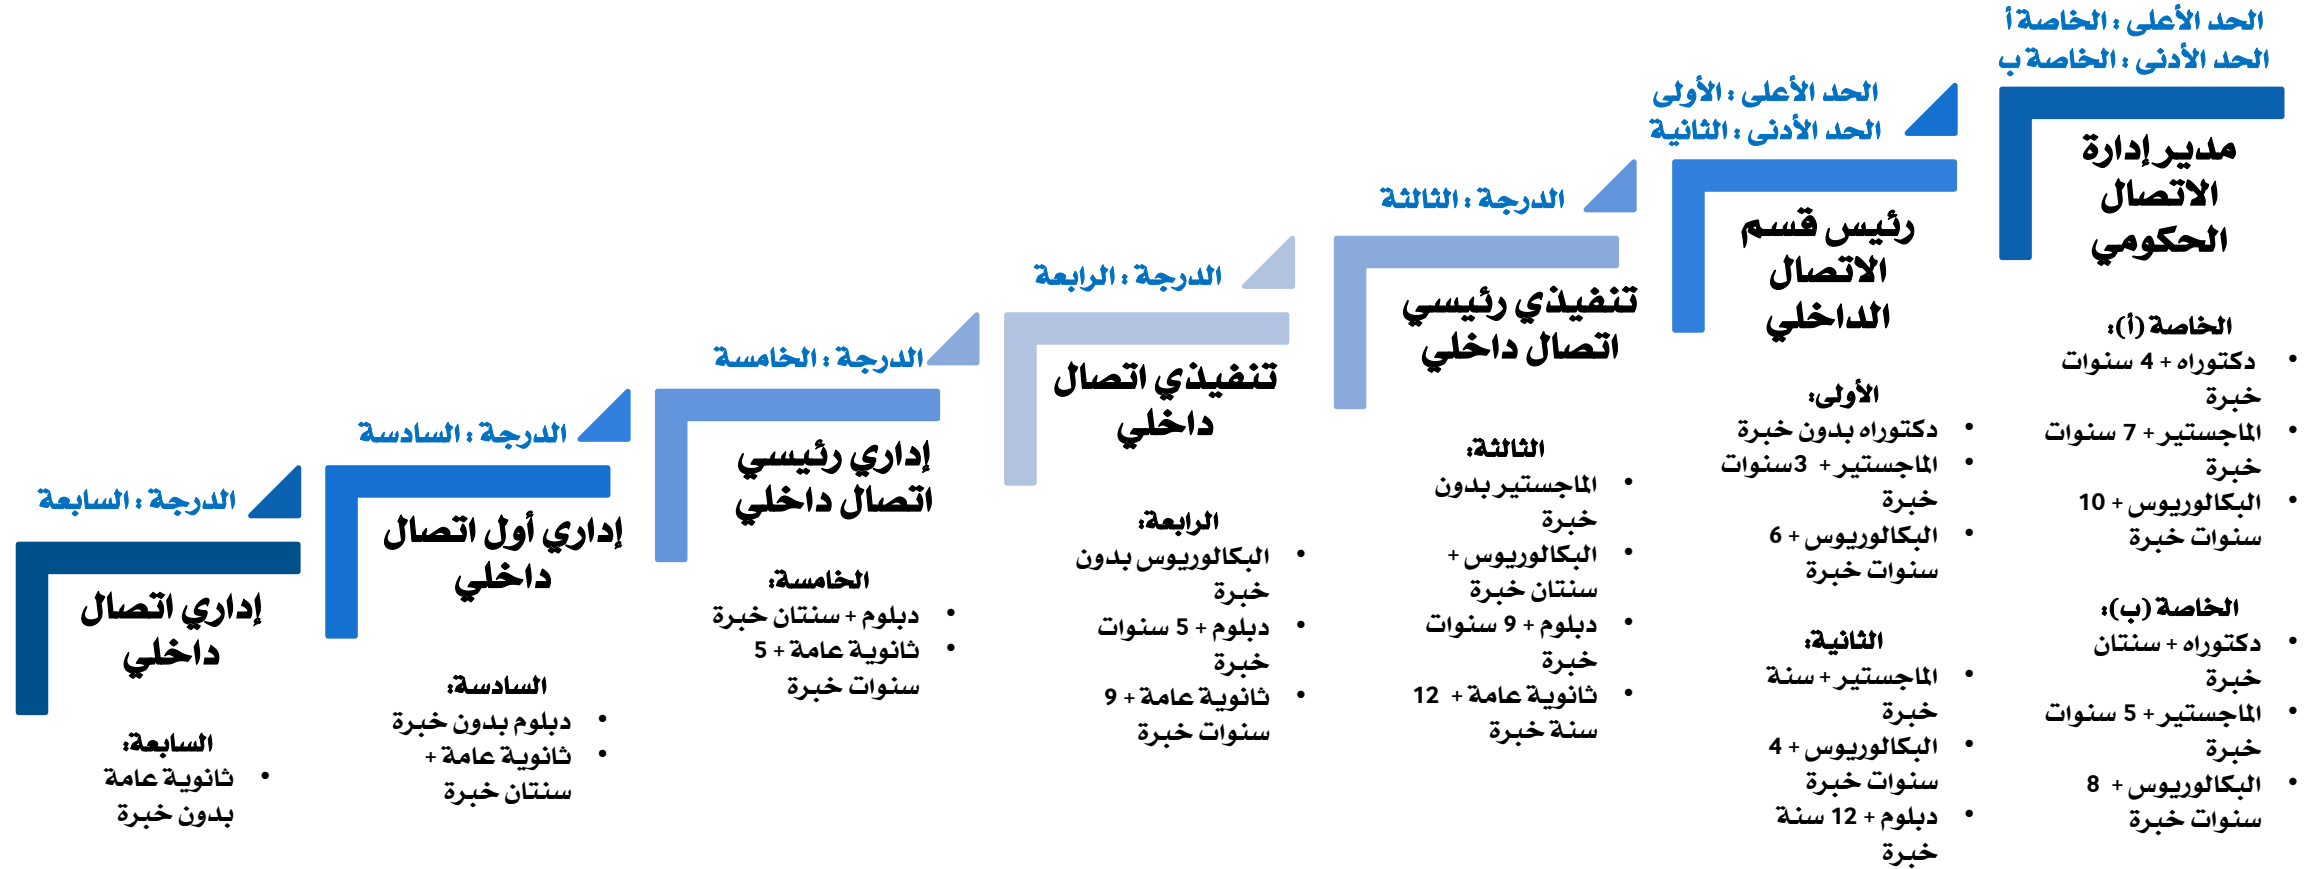 الحد الأعلى : الخاصة أ
الحد الأدنى : الخاصة ب
مدير إدارة
الاتصال
الحكومي
الخاصة (أ):
• دكتوراه + 4 سنوات
خبرة
• الماجستير + 7 سنوات
خبرة
• البكالوريوس + 10
سنوات خبرة
الخاصة (ب):
• دكتوراه + سنتان
خبرة
• الماجستير + 5 سنوات
خبرة
• البكالوريوس + 8
سنوات خبرة
الحد الأعلى : الأولى
الحد الأدنى : الثانية
رئيس قسم
الاتصال
الداخلي
الأولى:
• دكتوراه بدون خبرة
• الماجستير + 3سنوات
خبرة
• البكالوريوس + 6
سنوات خبرة
الثانية:
• الماجستير + سنة
خبرة
• البكالوريوس + 4
سنوات خبرة
• دبلوم + 12 سنة
خبرة
الدرجة : الثالثة
تنفيذي رئيسي
اتصال داخلي
الثالثة:
• الماجستير بدون
خبرة
• البكالوريوس +
سنتان خبرة
• دبلوم + 9 سنوات
خبرة
• ثانوية عامة + 12
سنة خبرة
الدرجة : الرابعة
تنفيذي اتصال
داخلي
الرابعة:
• البكالوريوس بدون
خبرة
• دبلوم + 5 سنوات
خبرة
• ثانوية عامة + 9
سنوات خبرة
الدرجة : الخامسة
إداري رئيسي
اتصال داخلي
الخامسة:
• دبلوم + سنتان خبرة
• ثانوية عامة + 5
سنوات خبرة
الدرجة : السادسة
إداري أول اتصال
داخلي
السادسة:
• دبلوم بدون خبرة
• ثانوية عامة +
سنتان خبرة
الدرجة : السابعة
إداري اتصال
داخلي
السابعة:
• ثانوية عامة
بدون خبرة